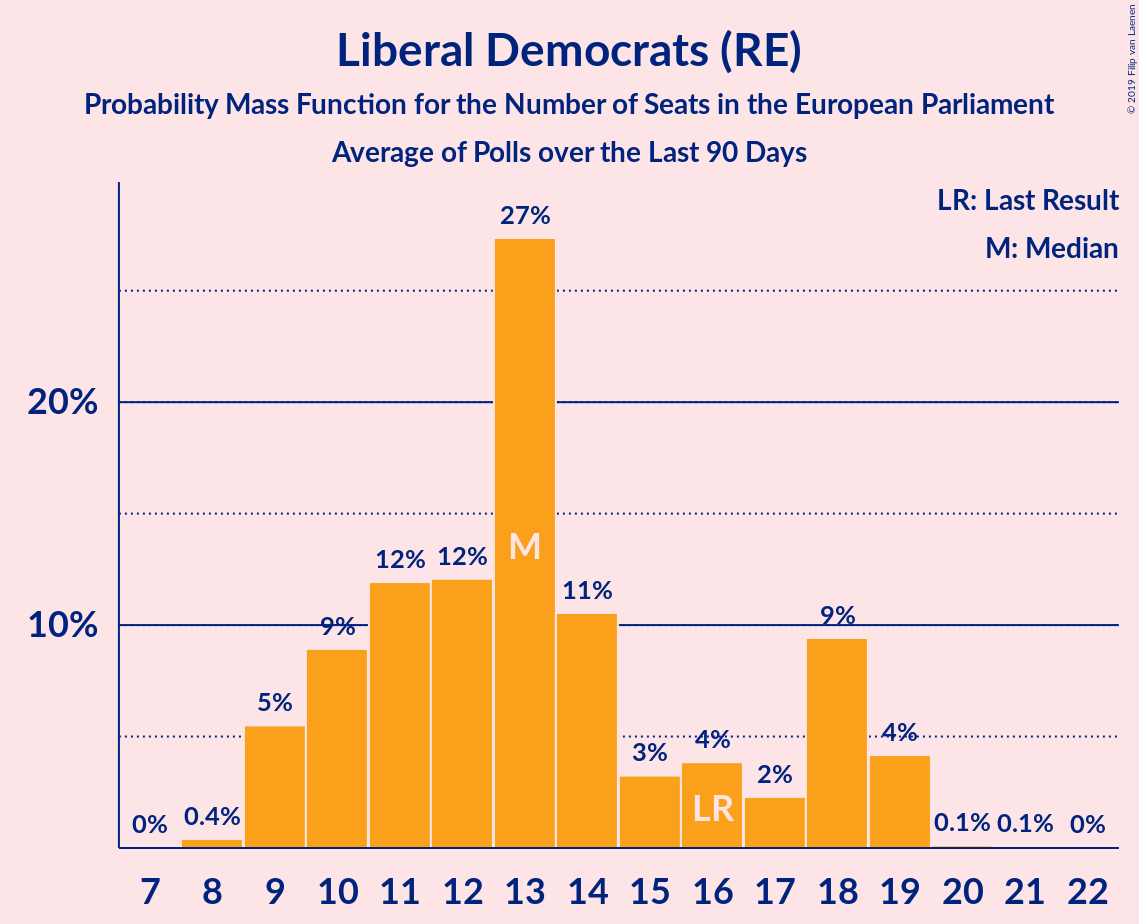 Liberal Democrats (RE)
Probability Mass Function for the Number of Seats in the European Parliament
Average of Polls over the Last 90 Days
© 2019 Filip van Laenen
LR: Last Result
M: Median
20%
10%
0%
0.4%
5%
9%
12%
12%
27%
11%
3%
4%
2%
9%
4%
0.1%
0.1%
0%
M
LR
7 8 9 10 11 12 13 14 15 16 17 18 19 20 21 22